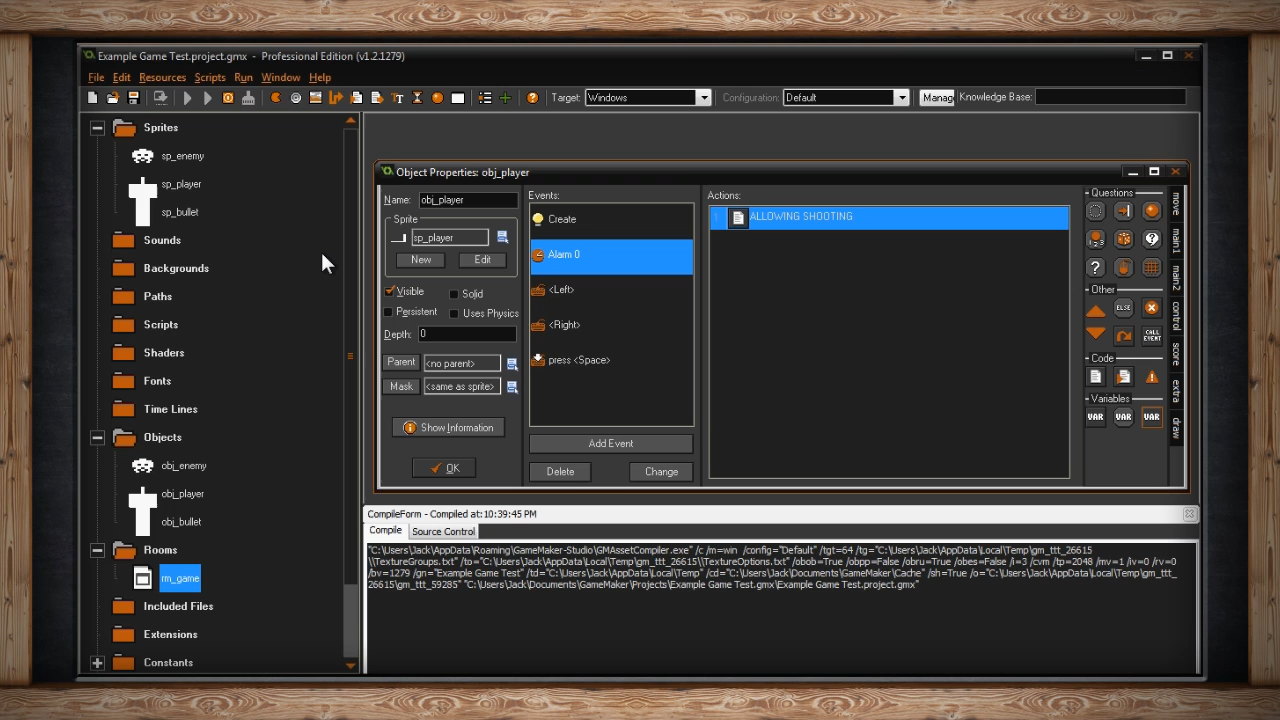 Example Game Test.project.gmx - Professional Edition (v1.2.1279)
File Edit Resources Scripts Run Window Help
Target: Windows Configuration: Default Manag Knowledge Base:
Sprites
sp_enemy
sp_player
sp_bullet
Sounds
Backgrounds
Paths
Scripts
Shaders
Fonts
Time Lines
Objects
obj_enemy
obj_player
obj_bullet
Rooms
rm_game
Included Files
Extensions
Constants
Object Properties: obj_player
Name: obj_player
Sprite
sp_player
New Edit
Visible Solid
Persistent Uses Physics
Depth: 0
Parent <no parent>
Mask <same as sprite>
Show Information
OK
Events:
Create
Alarm 0
<Left>
<Right>
press <Space>
Add Event
Delete Change
Actions:
1 ALLOWING SHOOTING
Questions
Other
ELSE
CALL EVENT
Code
Variables
VAR VAR VAR
move
main1
main2
control
score
extra
draw
CompileForm - Compiled at:10:39:45 PM
Compile Source Control
"C:\Users\Jack\AppData\Roaming\GameMaker-Studio\GMAssetCompiler.exe" /c /m=win /config="Default" /tgt=64 /tg="C:\Users\Jack\AppData\Local\Temp\gm_ttt_26615
\\TextureGroups.txt" /to="C:\Users\Jack\AppData\Local\Temp\gm_ttt_26615\\TextureOptions.txt" /obob=True /obpp=False /obru=True /obes=False /i=3 /cvm /tp=2048 /mv=1 /iv=0 /rv=0
/bv=1279 /gn="Example Game Test" /td="C:\Users\Jack\AppData\Local\Temp" /cd="C:\Users\Jack\Documents\GameMaker\Cache" /sh=True /o="C:\Users\Jack\AppData\Local\Temp\gm_ttt_
26615\gm_ttt_59285" "C:\Users\Jack\Documents\GameMaker\Projects\Example Game Test.gmx\Example Game Test.project.gmx"